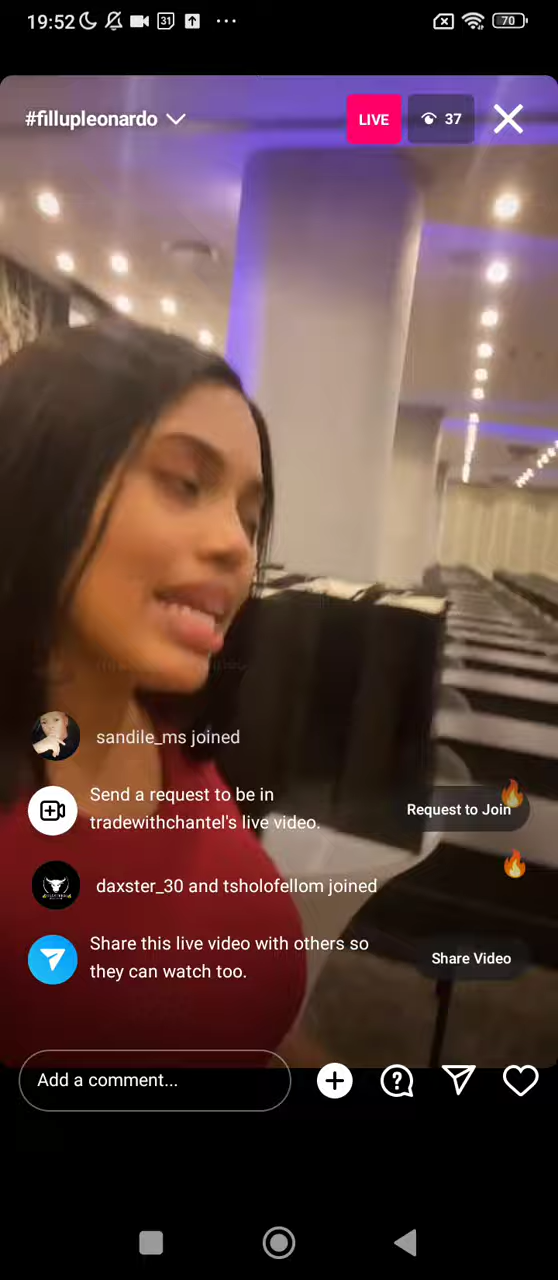 19:52
31
70
#fillupleonardo
LIVE
37
sandile_ms joined
Send a request to be in
tradewithchantel's live video.
Request to Join
daxster_30 and tsholofellom joined
Share this live video with others so
they can watch too.
Share Video
Add a comment...